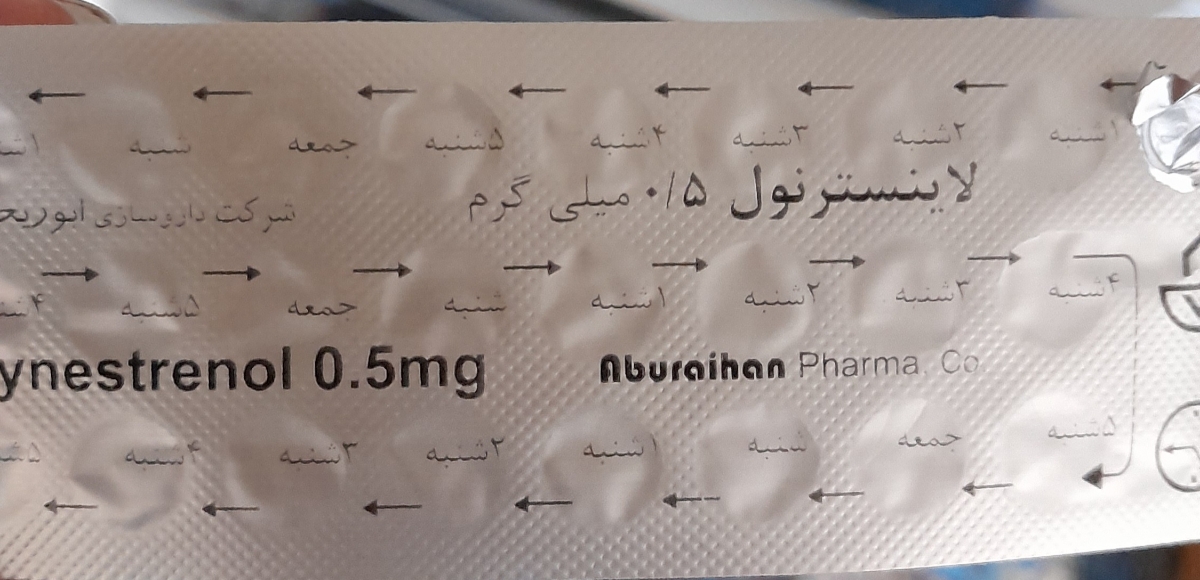 ۱شنبه ۲شنبه ۳شنبه ۴شنبه ۵شنبه جمعه شنبه
لاینسترنول ۰/۵ میلی گرم شرکت داروسازی
۴شنبه ۳شنبه ۲شنبه ۱شنبه شنبه جمعه ۵شنبه
ynestrenol 0.5mg Aburaihan Pharma. Co
۵شنبه جمعه شنبه ۱شنبه ۲شنبه ۳شنبه ۴شنبه